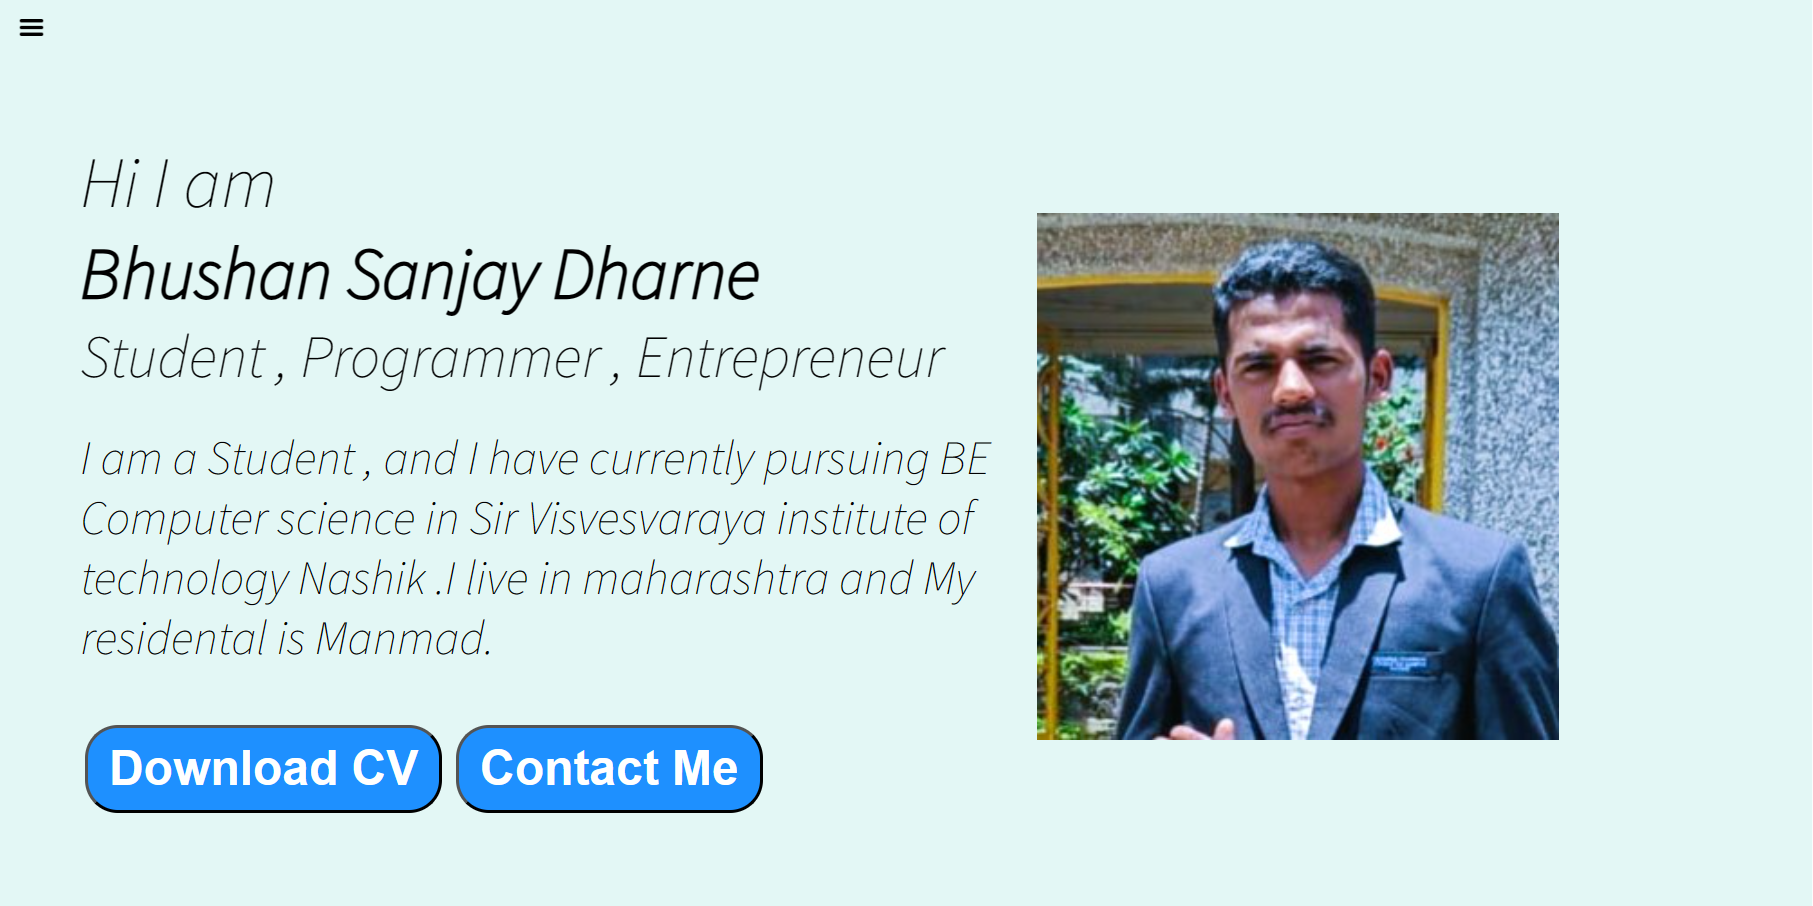 Hi I am
Bhushan Sanjay Dharne
Student , Programmer , Entrepreneur
I am a Student , and I have currently pursuing BE
Computer science in Sir Visvesvaraya institute of
technology Nashik .I live in maharashtra and My
residental is Manmad.
Download CV
Contact Me